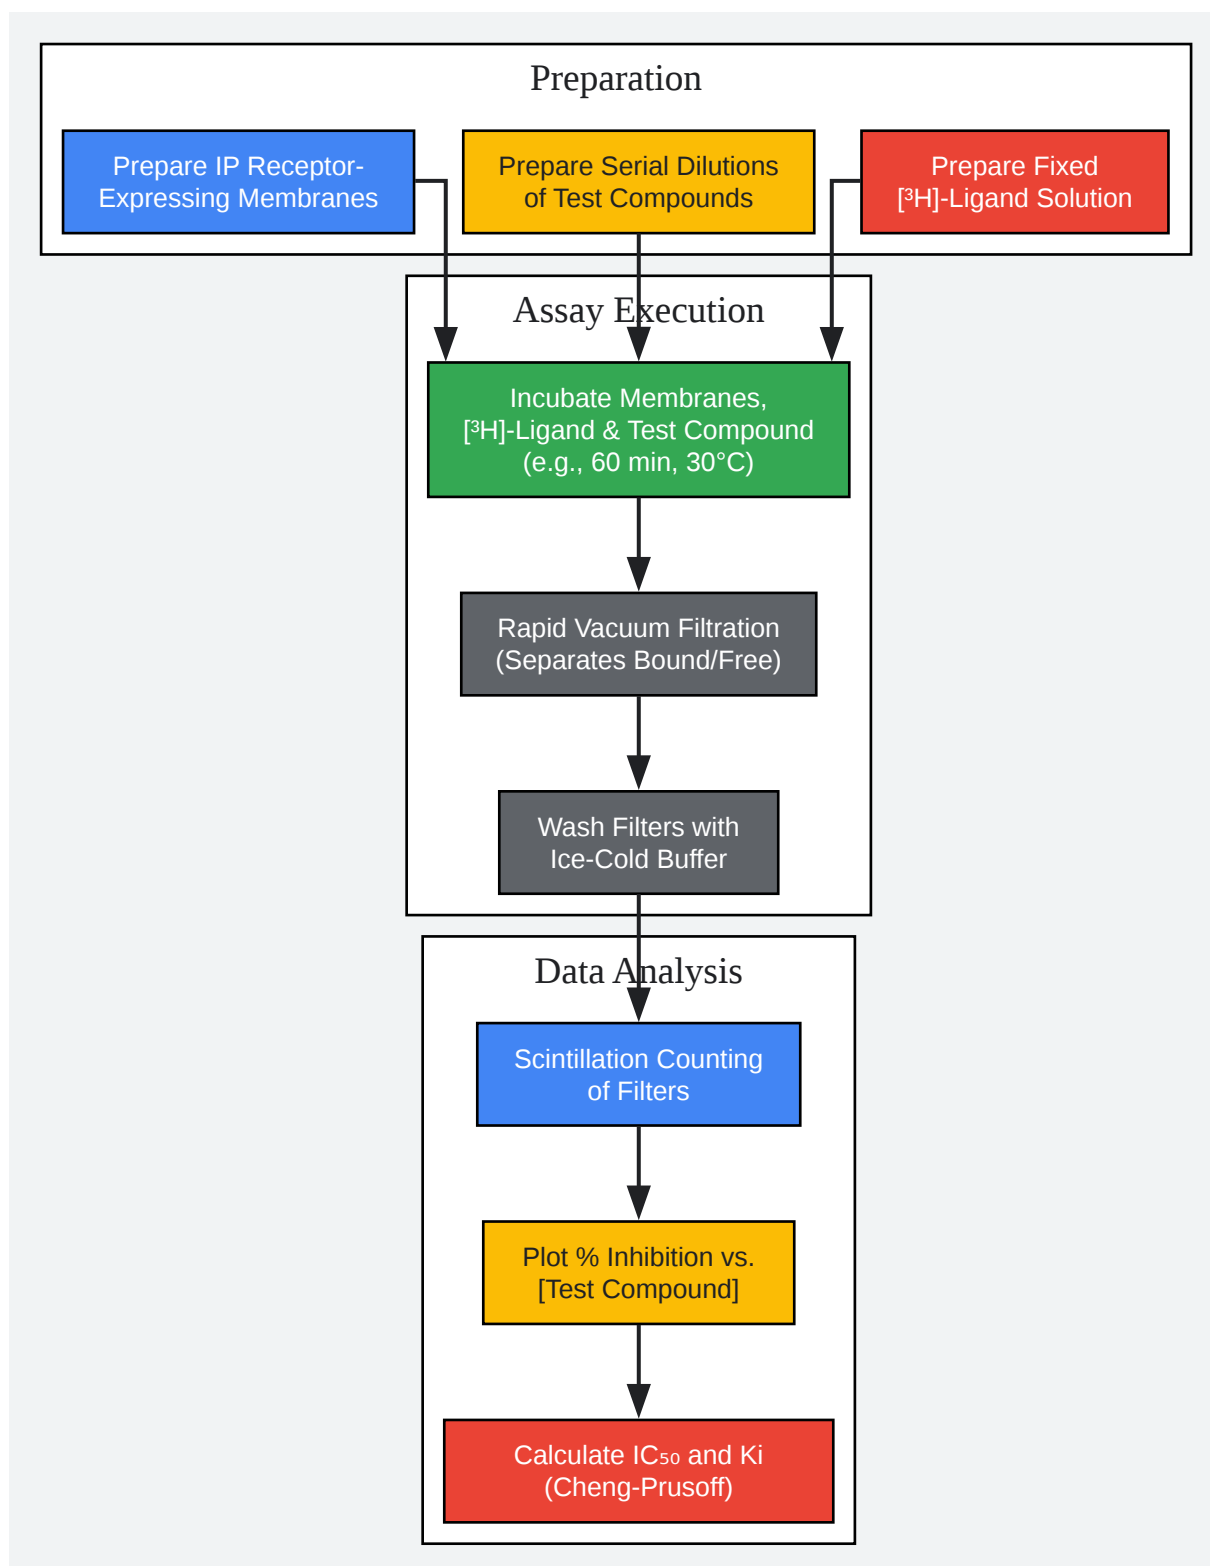 Preparation
Prepare IP Receptor-
Expressing Membranes
Prepare Serial Dilutions
of Test Compounds
Prepare Fixed
[³H]-Ligand Solution
Assay Execution
Incubate Membranes,
[³H]-Ligand & Test Compound
(e.g., 60 min, 30°C)
Rapid Vacuum Filtration
(Separates Bound/Free)
Wash Filters with
Ice-Cold Buffer
Data Analysis
Scintillation Counting
of Filters
Plot % Inhibition vs.
[Test Compound]
Calculate IC₅₀ and Ki
(Cheng-Prusoff)